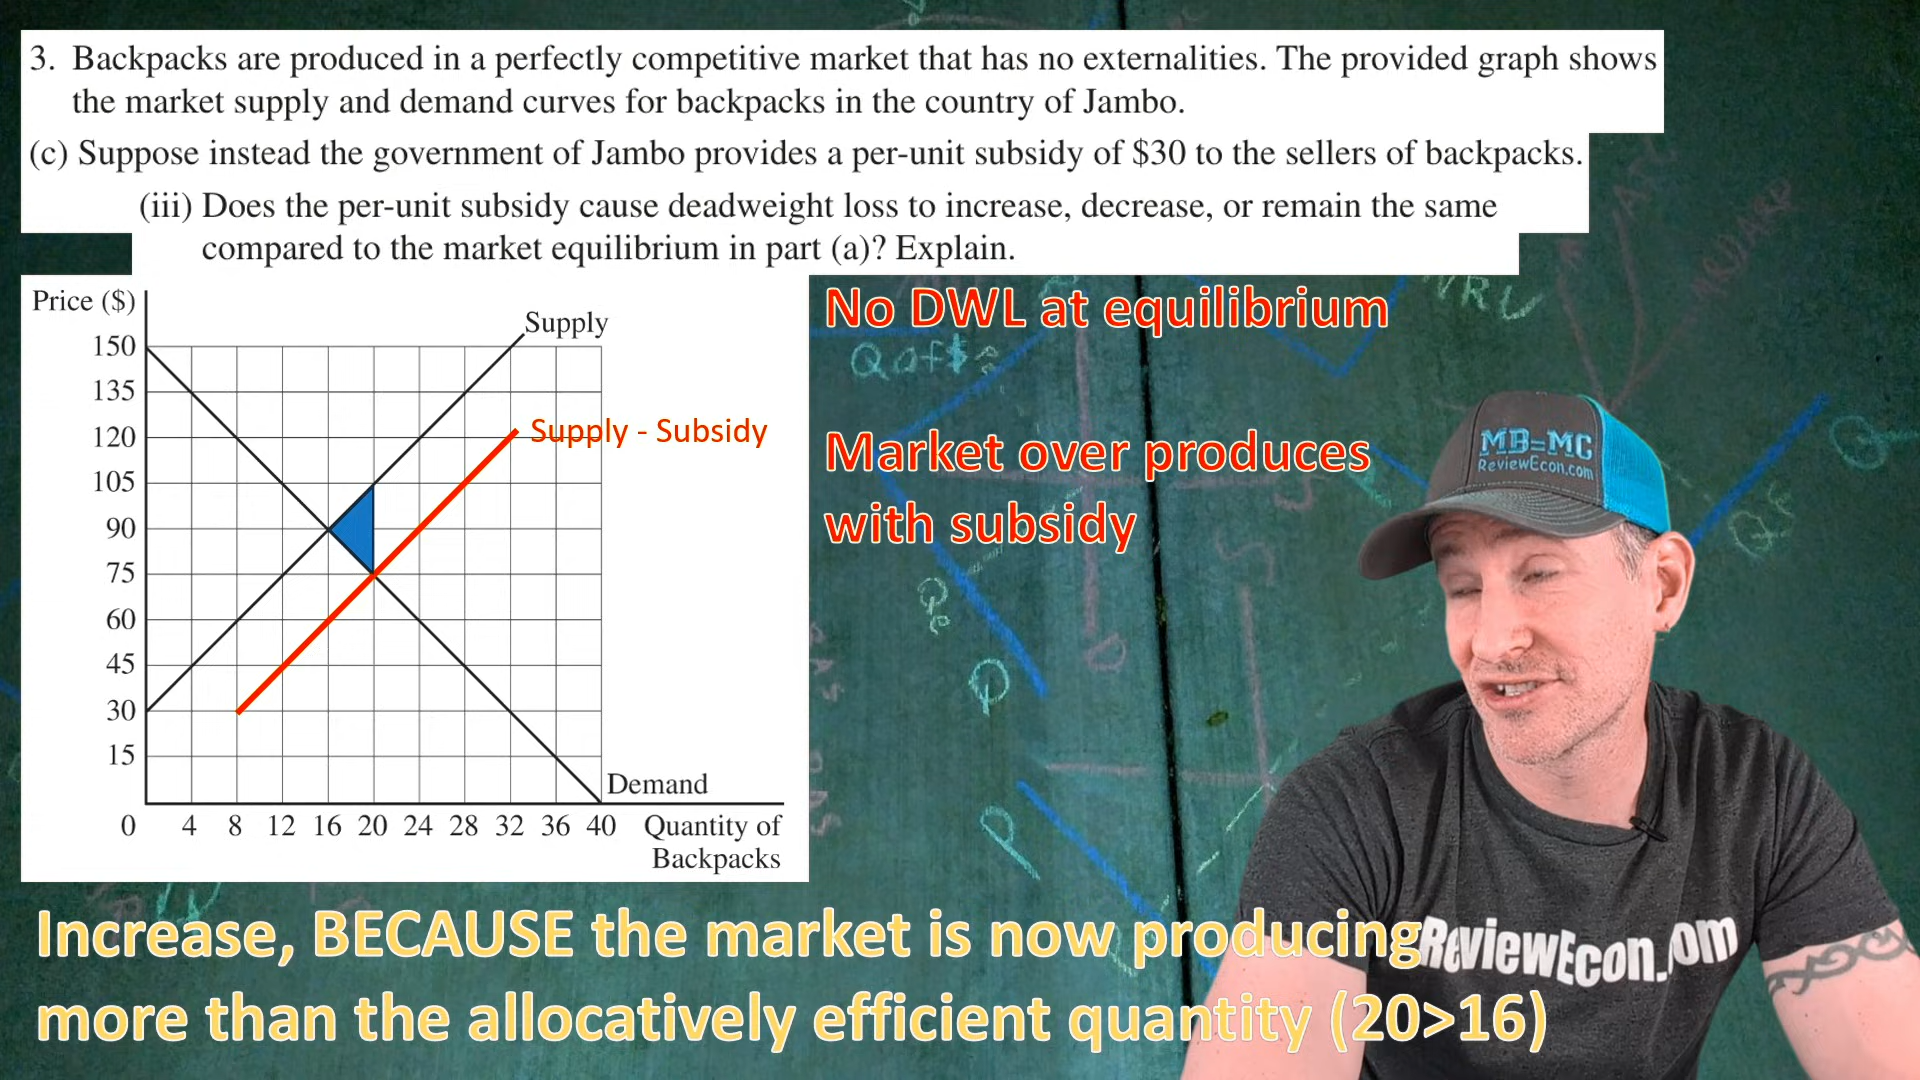 3. Backpacks are produced in a perfectly competitive market that has no externalities. The provided graph shows
the market supply and demand curves for backpacks in the country of Jambo.
(c) Suppose instead the government of Jambo provides a per-unit subsidy of $30 to the sellers of backpacks.
(iii) Does the per-unit subsidy cause deadweight loss to increase, decrease, or remain the same
compared to the market equilibrium in part (a)? Explain.
Price ($)
150
135
120
105
90
75
60
45
30
15
0 4 8 12 16 20 24 28 32 36 40
Quantity of
Backpacks
Supply
Supply - Subsidy
Demand
No DWL at equilibrium
Market over produces
with subsidy
MB=MC
ReviewEcon.com
ReviewEcon.com
Increase, BECAUSE the market is now producing
more than the allocatively efficient quantity (20>16)